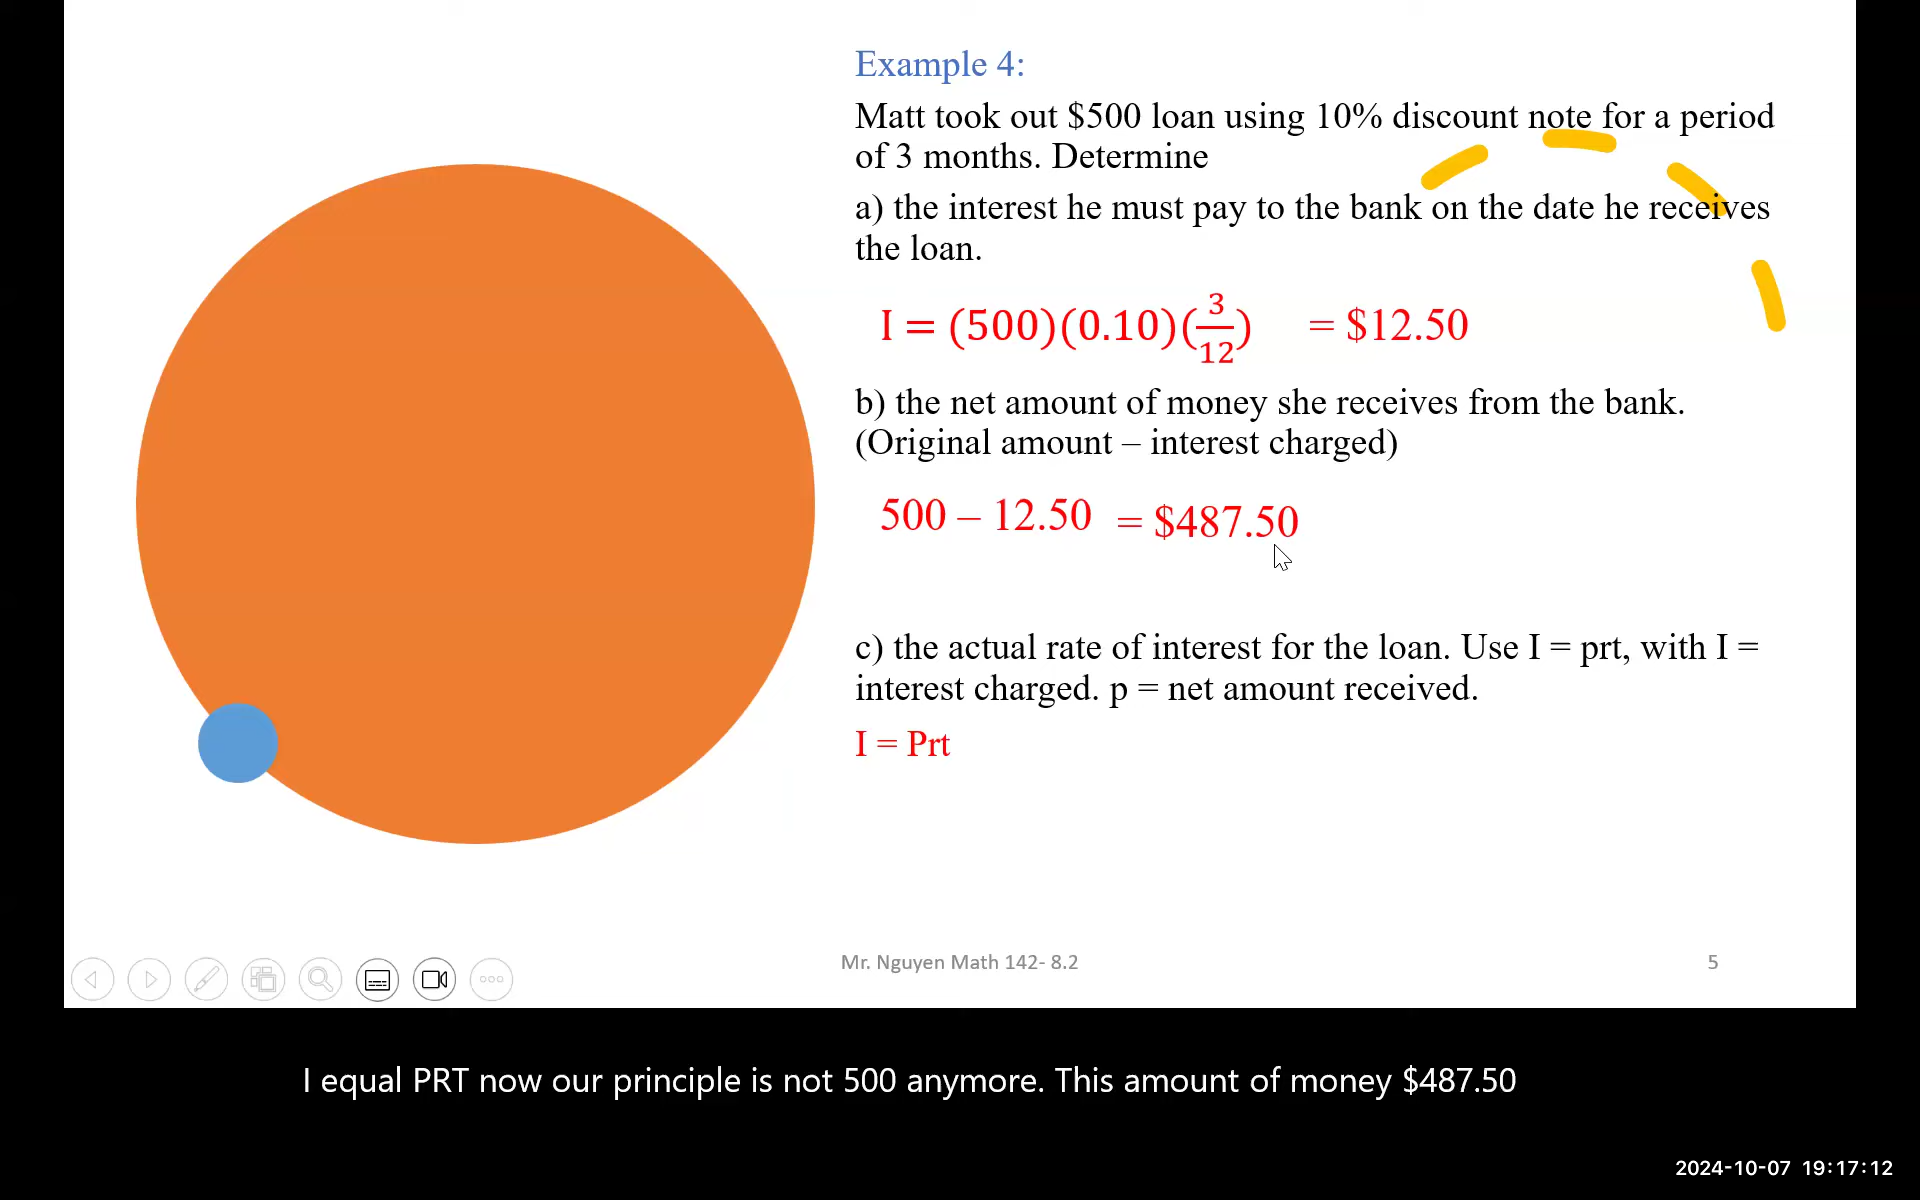 Example 4:
Matt took out $500 loan using 10% discount note for a period
of 3 months. Determine
a) the interest he must pay to the bank on the date he receives
the loan.
I = (500)(0.10)(3/12) = $12.50
b) the net amount of money she receives from the bank.
(Original amount – interest charged)
500 – 12.50 = $487.50
c) the actual rate of interest for the loan. Use I = prt, with I =
interest charged. p = net amount received.
I = Prt
Mr. Nguyen Math 142- 8.2
5
I equal PRT now our principle is not 500 anymore. This amount of money $487.50
2024-10-07 19:17:12